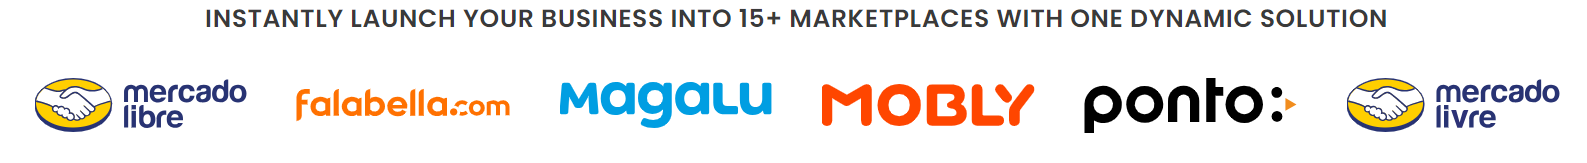 INSTANTLY LAUNCH YOUR BUSINESS INTO 15+ MARKETPLACES WITH ONE DYNAMIC SOLUTION
mercado
libre
falabella.com
magalu
MOBLY
ponto:
mercado
livre